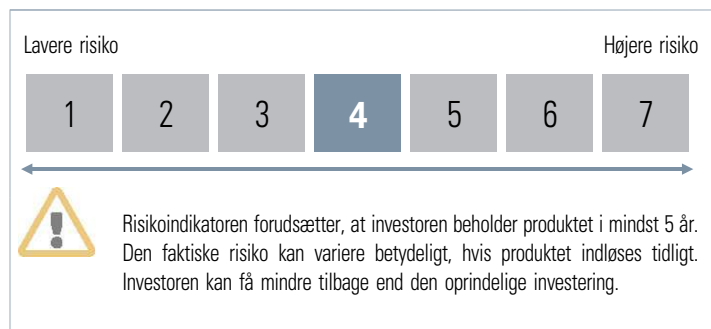 Lavere risiko Højere risiko
1 2 3 4 5 6 7
Risikoindikatoren forudsætter, at investoren beholder produktet i mindst 5 år.
Den faktiske risiko kan variere betydeligt, hvis produktet indløses tidligt.
Investoren kan få mindre tilbage end den oprindelige investering.